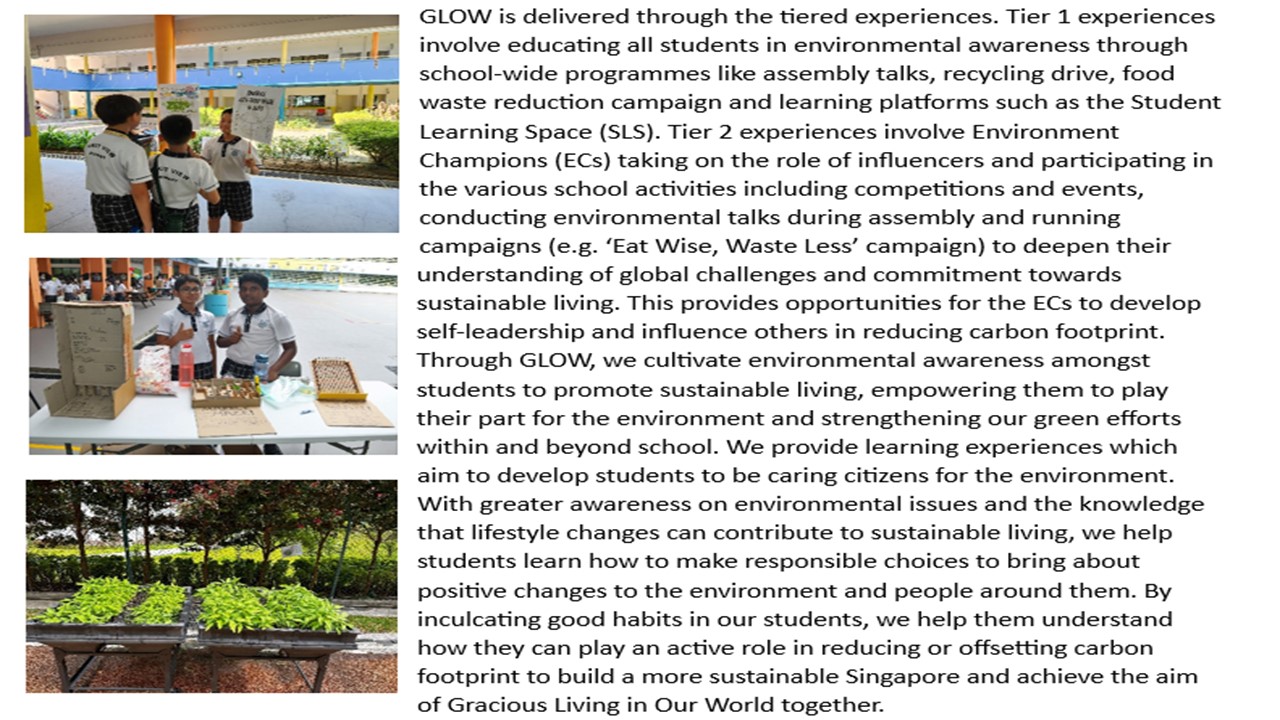 GLOW is delivered through the tiered experiences. Tier 1 experiences
involve educating all students in environmental awareness through
school-wide programmes like assembly talks, recycling drive, food
waste reduction campaign and learning platforms such as the Student
Learning Space (SLS). Tier 2 experiences involve Environment
Champions (ECs) taking on the role of influencers and participating in
the various school activities including competitions and events,
conducting environmental talks during assembly and running
campaigns (e.g. ‘Eat Wise, Waste Less’ campaign) to deepen their
understanding of global challenges and commitment towards
sustainable living. This provides opportunities for the ECs to develop
self-leadership and influence others in reducing carbon footprint.
Through GLOW, we cultivate environmental awareness amongst
students to promote sustainable living, empowering them to play
their part for the environment and strengthening our green efforts
within and beyond school. We provide learning experiences which
aim to develop students to be caring citizens for the environment.
With greater awareness on environmental issues and the knowledge
that lifestyle changes can contribute to sustainable living, we help
students learn how to make responsible choices to bring about
positive changes to the environment and people around them. By
inculcating good habits in our students, we help them understand
how they can play an active role in reducing or offsetting carbon
footprint to build a more sustainable Singapore and achieve the aim
of Gracious Living in Our World together.